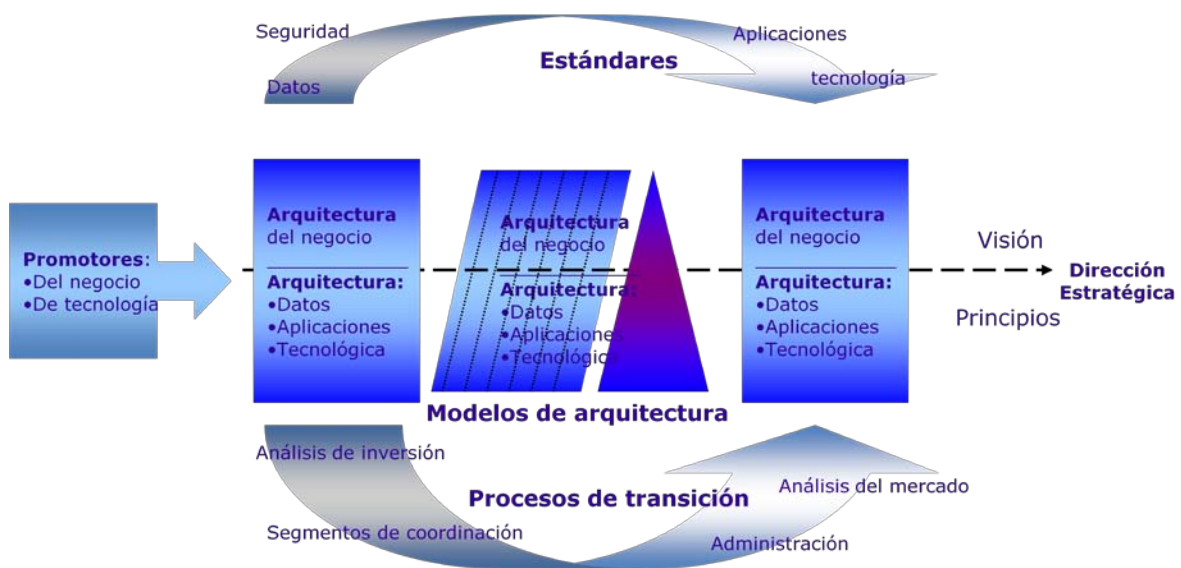 Seguridad
Aplicaciones
Estándares
tecnología
Datos
Promotores:
•Del negocio
•De tecnología
Arquitectura
del negocio
Arquitectura:
•Datos
•Aplicaciones
•Tecnológica
Arquitectura
del negocio
Arquitectura:
•Datos
•Aplicaciones
•Tecnológica
Modelos de arquitectura
Arquitectura
del negocio
Arquitectura:
•Datos
•Aplicaciones
•Tecnológica
Visión
Dirección
Estratégica
Principios
Análisis de inversión
Análisis del mercado
Procesos de transición
Segmentos de coordinación
Administración